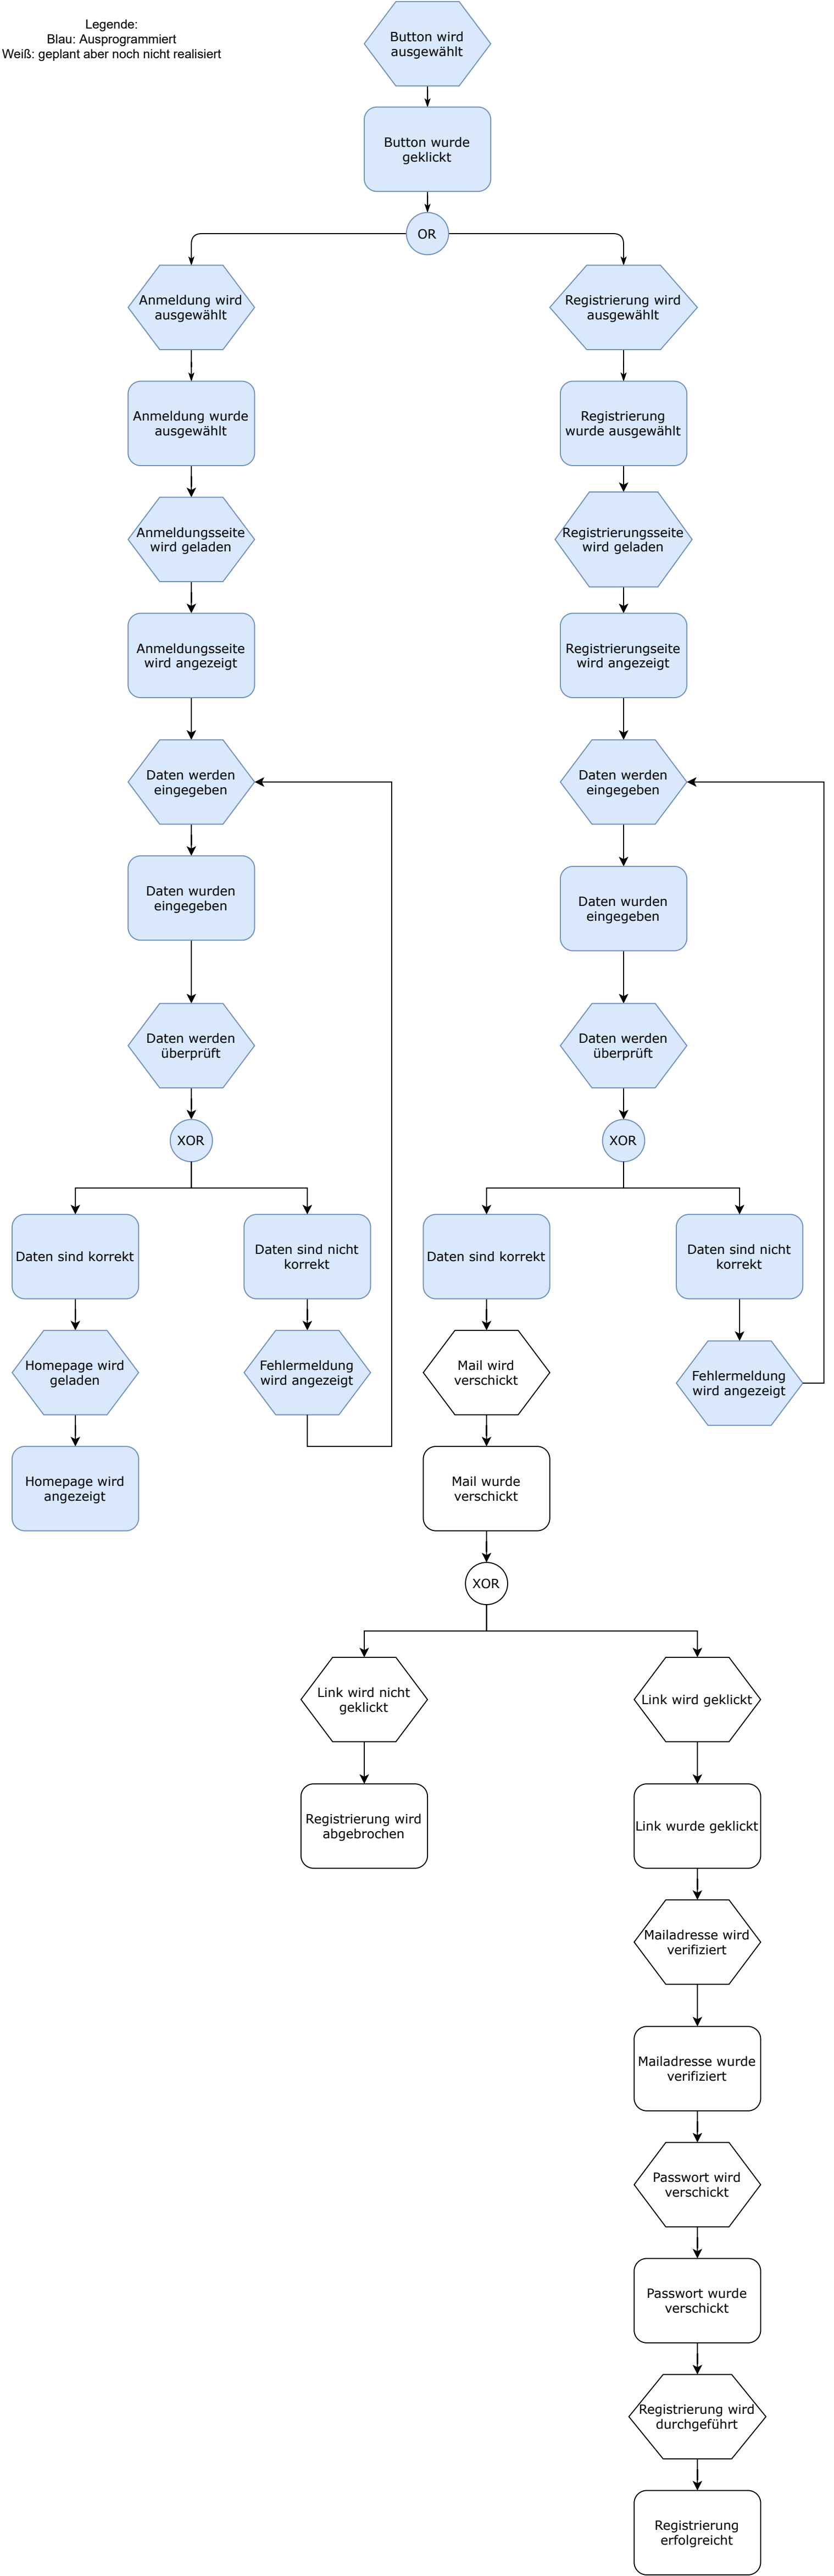 Legende:
Blau: Ausprogrammiert
Weiß: geplant aber noch nicht realisiert
Button wird
ausgewählt
Button wurde
geklickt
OR
Anmeldung wird
ausgewählt
Registrierung wird
ausgewählt
Anmeldung wurde
ausgewählt
Registrierung
wurde ausgewählt
Anmeldungsseite
wird geladen
Registrierungsseite
wird geladen
Anmeldungsseite
wird angezeigt
Registrierungseite
wird angezeigt
Daten werden
eingegeben
Daten werden
eingegeben
Daten wurden
eingegeben
Daten wurden
eingegeben
Daten werden
überprüft
Daten werden
überprüft
XOR
XOR
Daten sind korrekt
Daten sind nicht
korrekt
Daten sind korrekt
Daten sind nicht
korrekt
Homepage wird
geladen
Fehlermeldung
wird angezeigt
Mail wird
verschickt
Fehlermeldung
wird angezeigt
Homepage wird
angezeigt
Mail wurde
verschickt
XOR
Link wird nicht
geklickt
Link wird geklickt
Registrierung wird
abgebrochen
Link wurde geklickt
Mailadresse wird
verifiziert
Mailadresse wurde
verifiziert
Passwort wird
verschickt
Passwort wurde
verschickt
Registrierung wird
durchgeführt
Registrierung
erfolgreicht